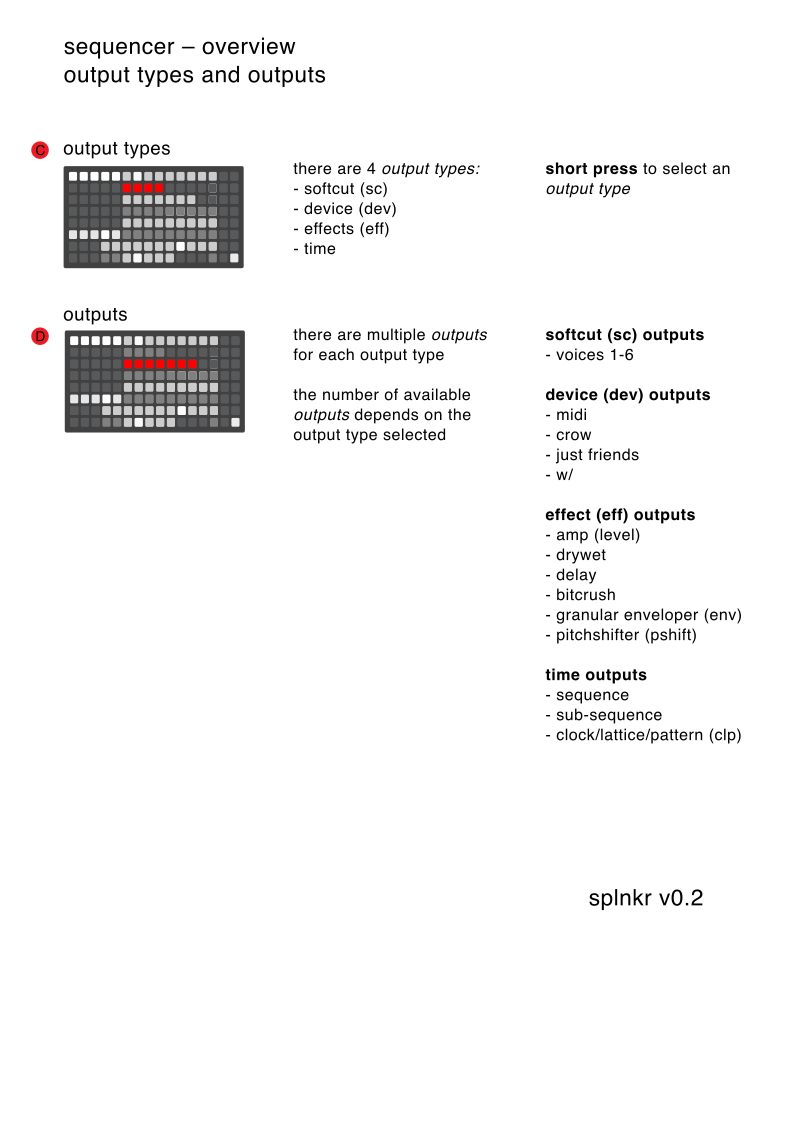 sequencer – overview
output types and outputs
C
output types
there are 4 output types:
- softcut (sc)
- device (dev)
- effects (eff)
- time
short press to select an
output type
outputs
D
there are multiple outputs
for each output type
the number of available
outputs depends on the
output type selected
softcut (sc) outputs
- voices 1-6
device (dev) outputs
- midi
- crow
- just friends
- w/
effect (eff) outputs
- amp (level)
- drywet
- delay
- bitcrush
- granular enveloper (env)
- pitchshifter (pshift)
time outputs
- sequence
- sub-sequence
- clock/lattice/pattern (clp)
splnkr v0.2